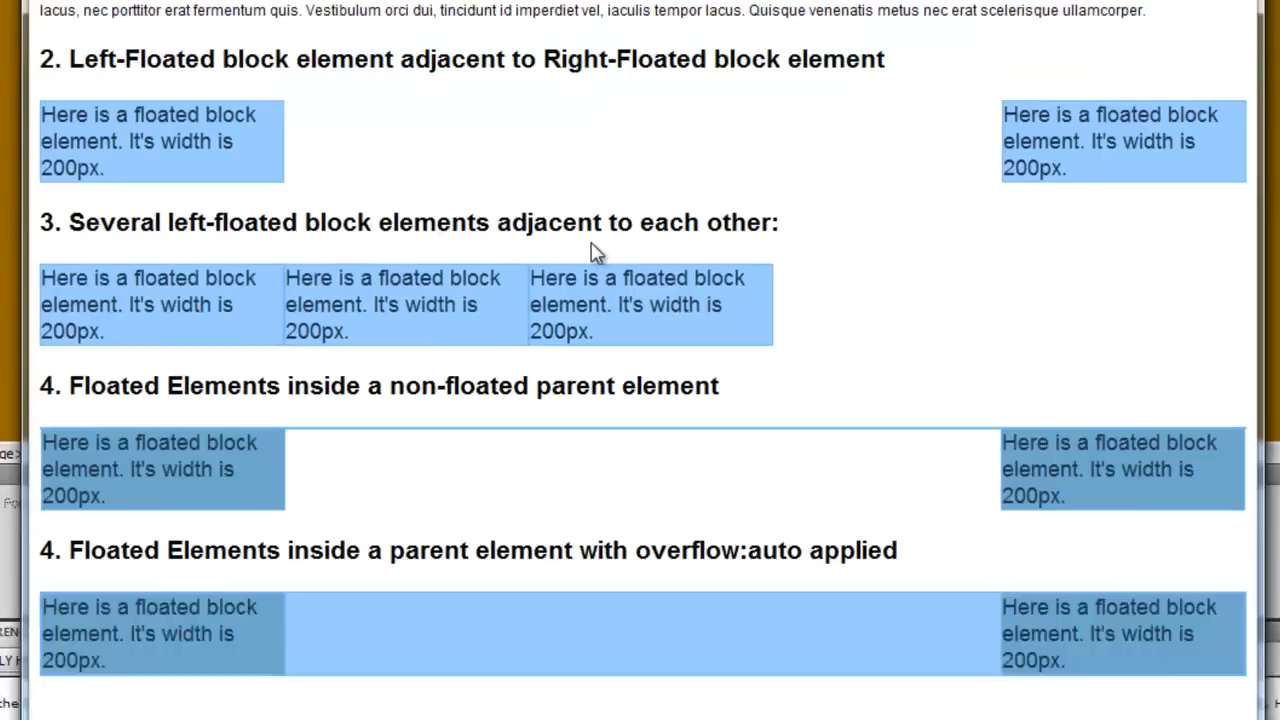 lacus, nec porttitor erat fermentum quis. Vestibulum orci dui, tincidunt id imperdiet vel, iaculis tempor lacus. Quisque venenatis metus nec erat scelerisque ullamcorper.
2. Left-Floated block element adjacent to Right-Floated block element
Here is a floated block
element. It's width is
200px.
Here is a floated block
element. It's width is
200px.
3. Several left-floated block elements adjacent to each other:
Here is a floated block
element. It's width is
200px.
Here is a floated block
element. It's width is
200px.
Here is a floated block
element. It's width is
200px.
4. Floated Elements inside a non-floated parent element
Here is a floated block
element. It's width is
200px.
Here is a floated block
element. It's width is
200px.
4. Floated Elements inside a parent element with overflow:auto applied
Here is a floated block
element. It's width is
200px.
Here is a floated block
element. It's width is
200px.